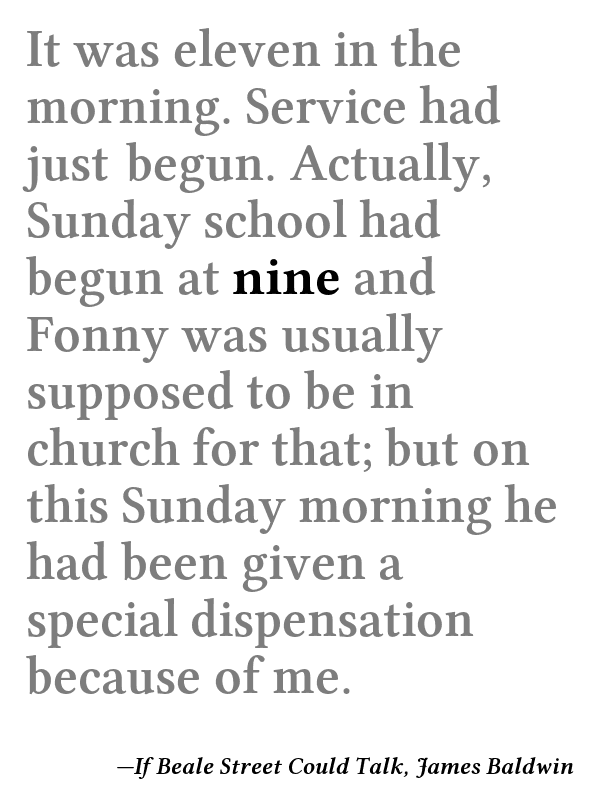 It was eleven in the
morning. Service had
just begun. Actually,
Sunday school had
begun at nine and
Fonny was usually
supposed to be in
church for that; but on
this Sunday morning he
had been given a
special dispensation
because of me.
—If Beale Street Could Talk, James Baldwin